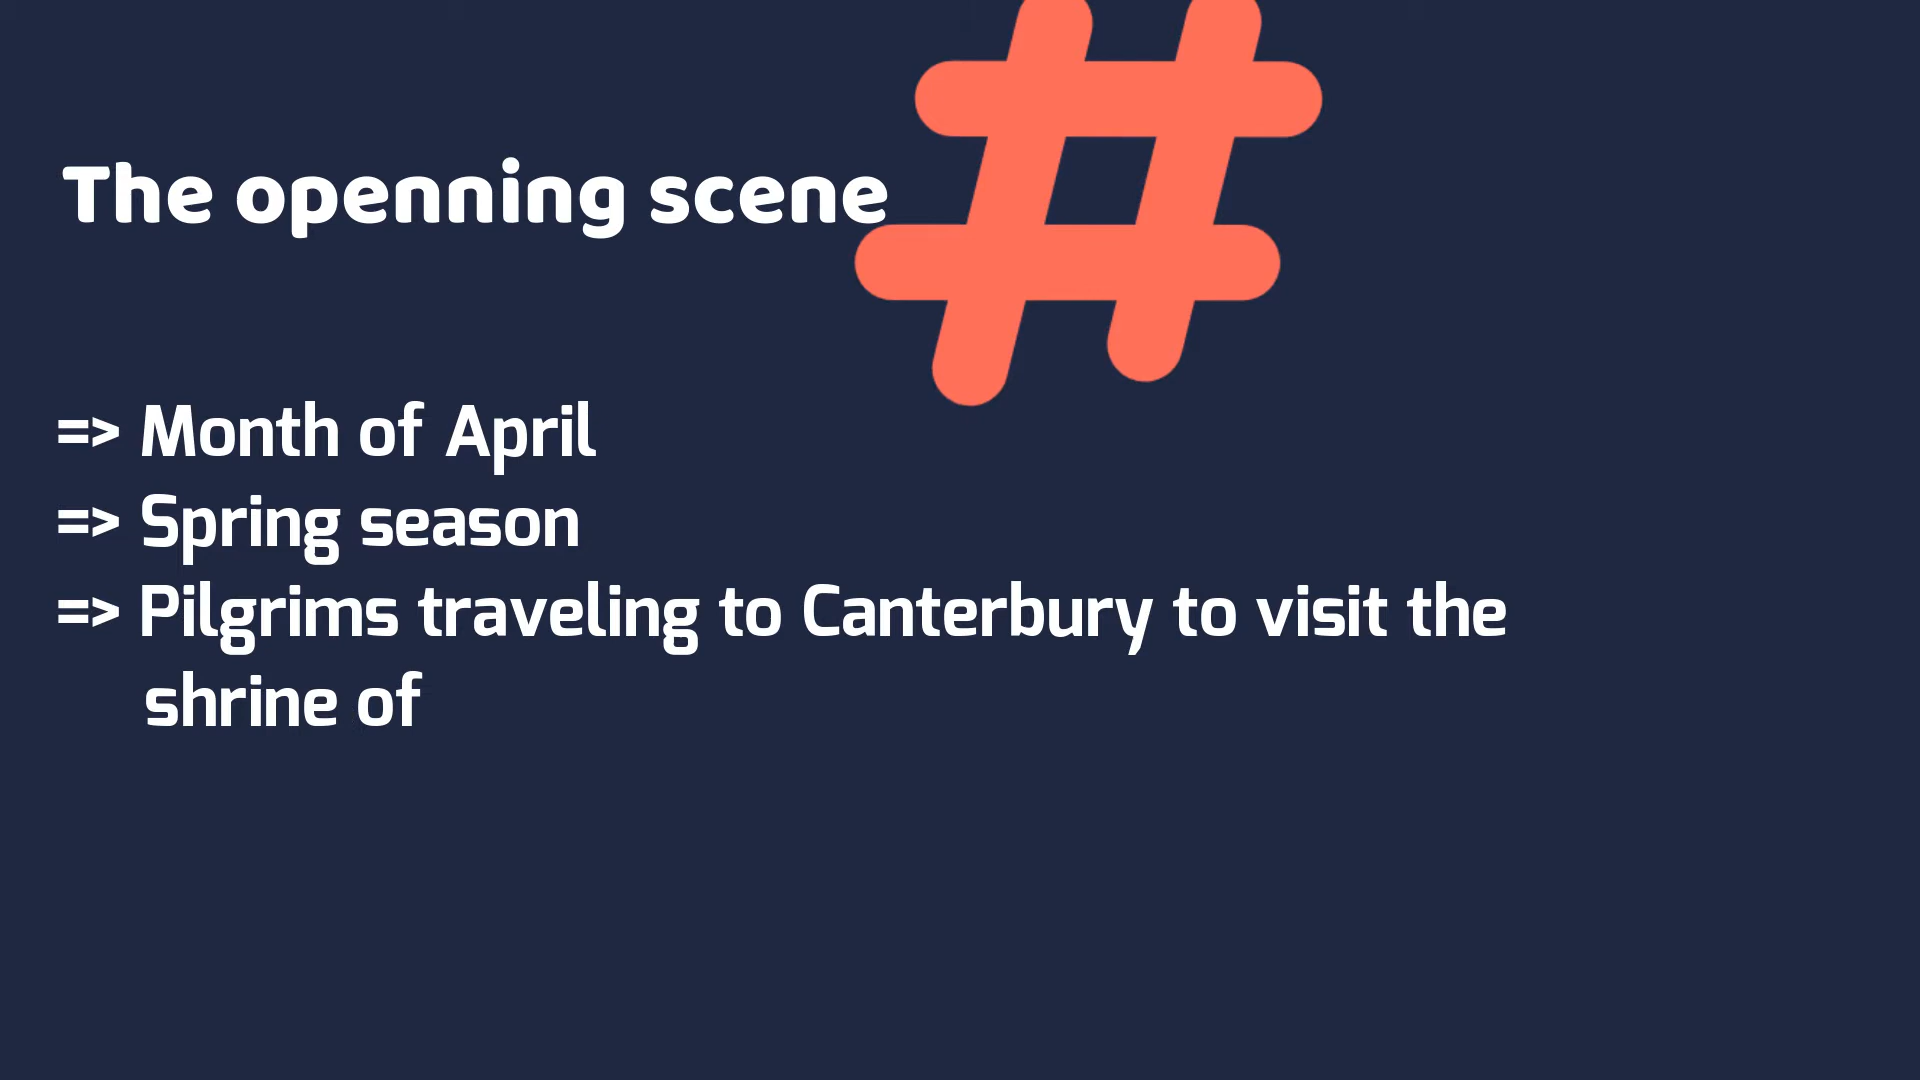 The openning scene
=> Month of April
=> Spring season
=> Pilgrims traveling to Canterbury to visit the
shrine of